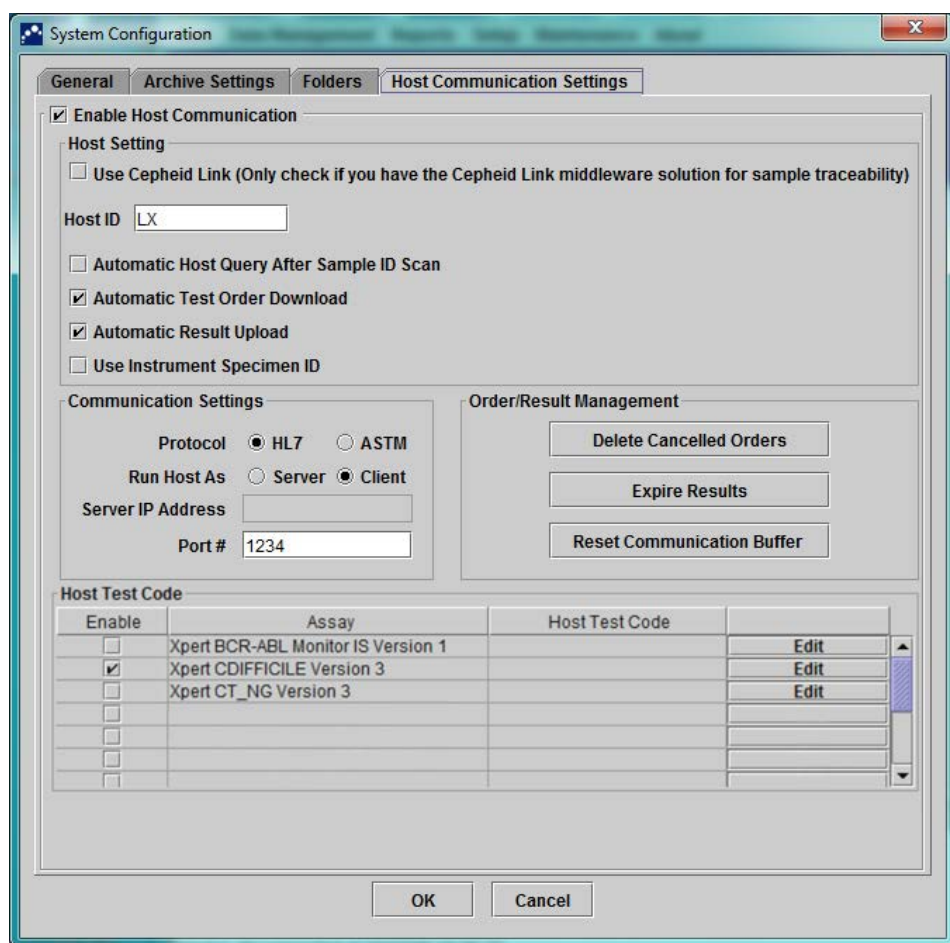 System Configuration
General Archive Settings Folders Host Communication Settings
Enable Host Communication
Host Setting
Use Cepheid Link (Only check if you have the Cepheid Link middleware solution for sample traceability)
Host ID LX
Automatic Host Query After Sample ID Scan
Automatic Test Order Download
Automatic Result Upload
Use Instrument Specimen ID
Communication Settings
Protocol HL7 ASTM
Run Host As Server Client
Server IP Address
Port # 1234
Order/Result Management
Delete Cancelled Orders
Expire Results
Reset Communication Buffer
Host Test Code
Enable Assay Host Test Code
Xpert BCR-ABL Monitor IS Version 1 Edit
Xpert CDIFFICILE Version 3 Edit
Xpert CT_NG Version 3 Edit
OK Cancel